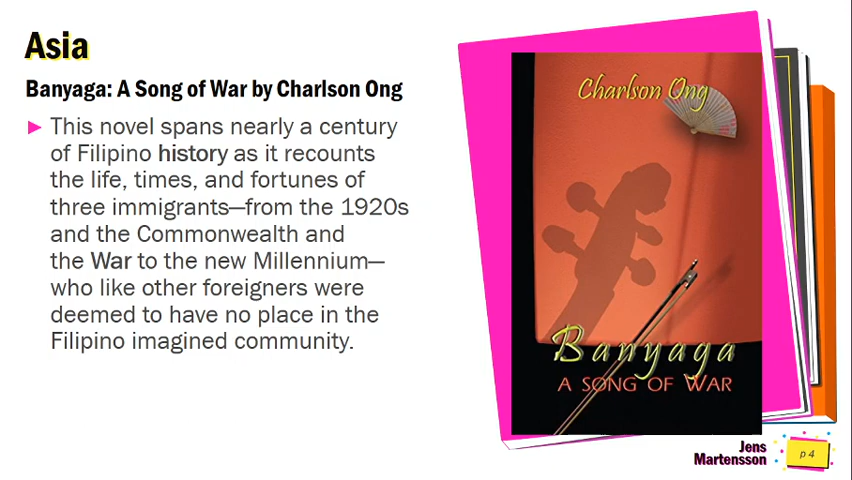 Asia
Banyaga: A Song of War by Charlson Ong
This novel spans nearly a century
of Filipino history as it recounts
the life, times, and fortunes of
three immigrants—from the 1920s
and the Commonwealth and
the War to the new Millennium—
who like other foreigners were
deemed to have no place in the
Filipino imagined community.
Charlson Ong
Banyaga
A SONG OF WAR
Jens
Martensson
p 4